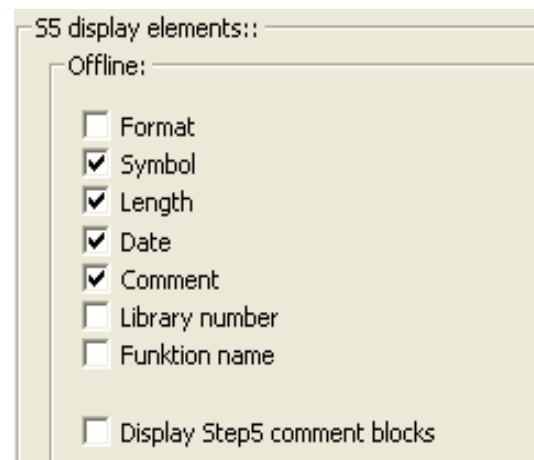 S5 display elements::
Offline:
Format
Symbol
Length
Date
Comment
Library number
Funktion name
Display Step5 comment blocks